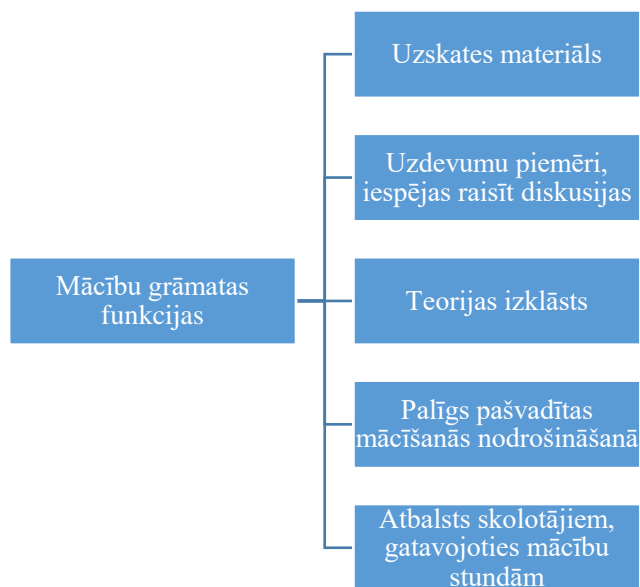 Uzskates materiāls
Uzdevumu piemēri,
iespējas raisīt diskusijas
Mācību grāmatas
funkcijas
Teorijas izklāsts
Palīgs pašvadītas
mācīšanās nodrošināšanā
Atbalsts skolotājiem,
gatavojoties mācību
stundām